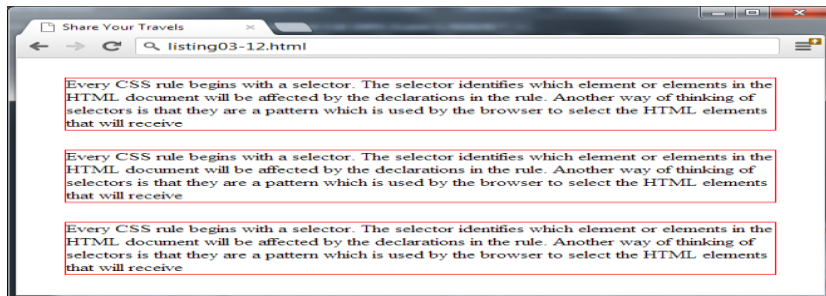 Share Your Travels
listing03-12.html
Every CSS rule begins with a selector. The selector identifies which element or elements in the
HTML document will be affected by the declarations in the rule. Another way of thinking of
selectors is that they are a pattern which is used by the browser to select the HTML elements
that will receive
Every CSS rule begins with a selector. The selector identifies which element or elements in the
HTML document will be affected by the declarations in the rule. Another way of thinking of
selectors is that they are a pattern which is used by the browser to select the HTML elements
that will receive
Every CSS rule begins with a selector. The selector identifies which element or elements in the
HTML document will be affected by the declarations in the rule. Another way of thinking of
selectors is that they are a pattern which is used by the browser to select the HTML elements
that will receive